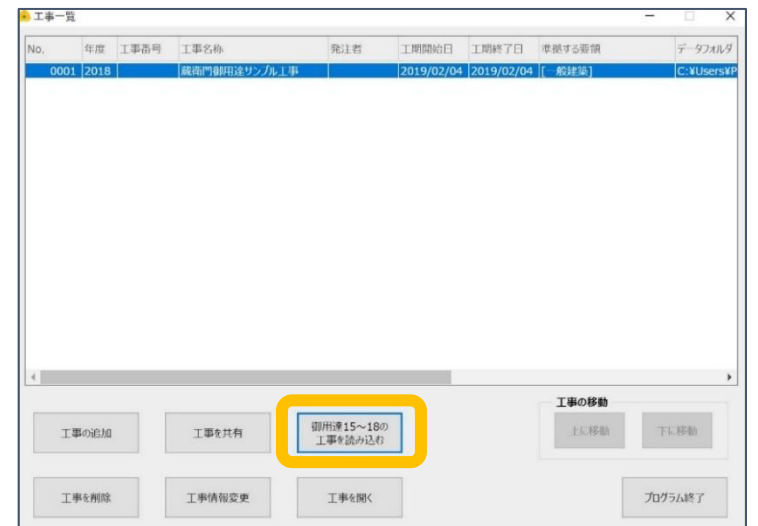 工事一覧
No. 年度 工事番号 工事名称 発注者 工期開始日 工期終了日 準拠する要領 データフォルダ
0001 2018 蔵衛門御用達サンプル工事 2019/02/04 2019/02/04 [一般建築] C:¥Users¥P
工事の移動
工事の追加 工事を共有 御用達15～18の
工事を読み込む
上に移動 下に移動
工事を削除 工事情報変更 工事を開く プログラム終了